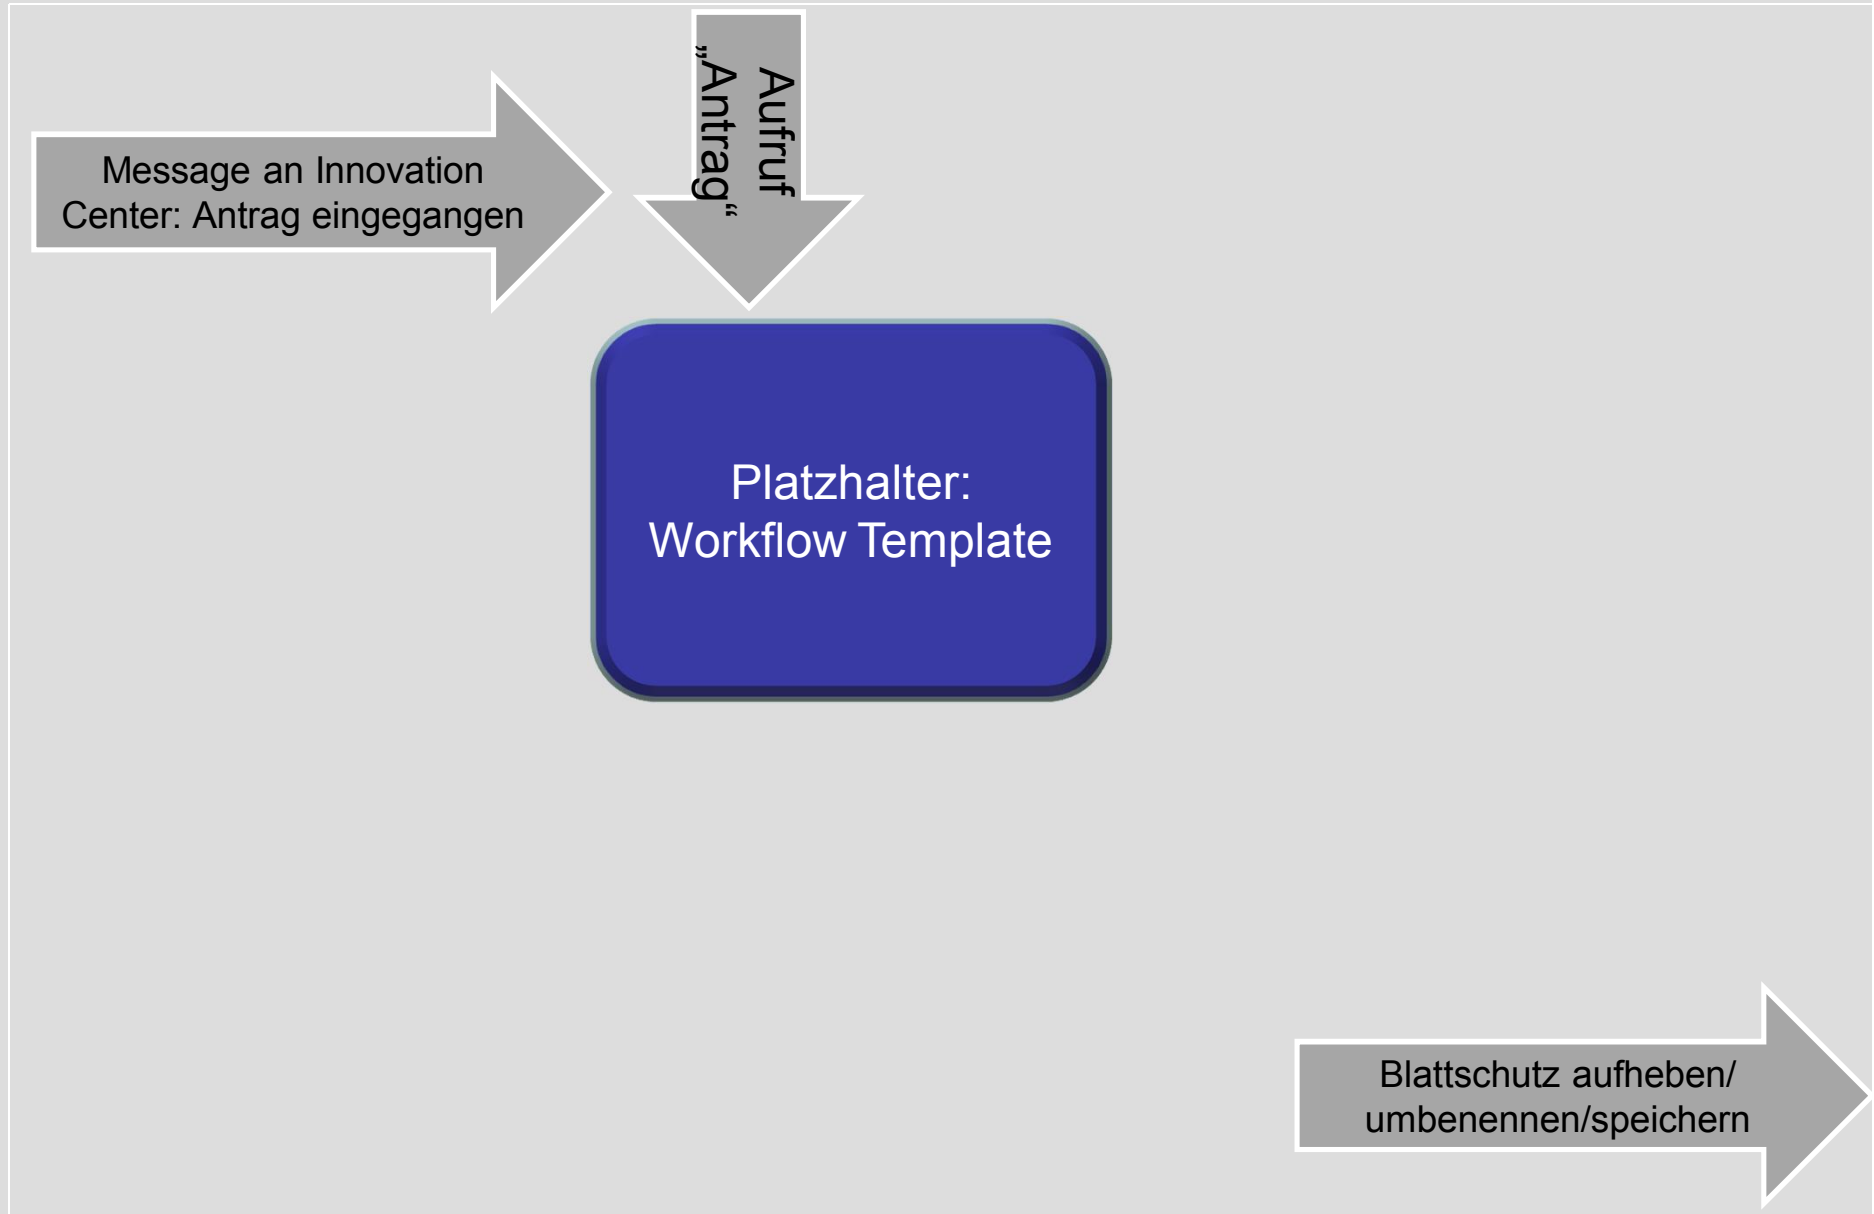 Message an Innovation
Center: Antrag eingegangen
Aufruf
„Antrag“
Platzhalter:
Workflow Template
Blattschutz aufheben/
umbenennen/speichern